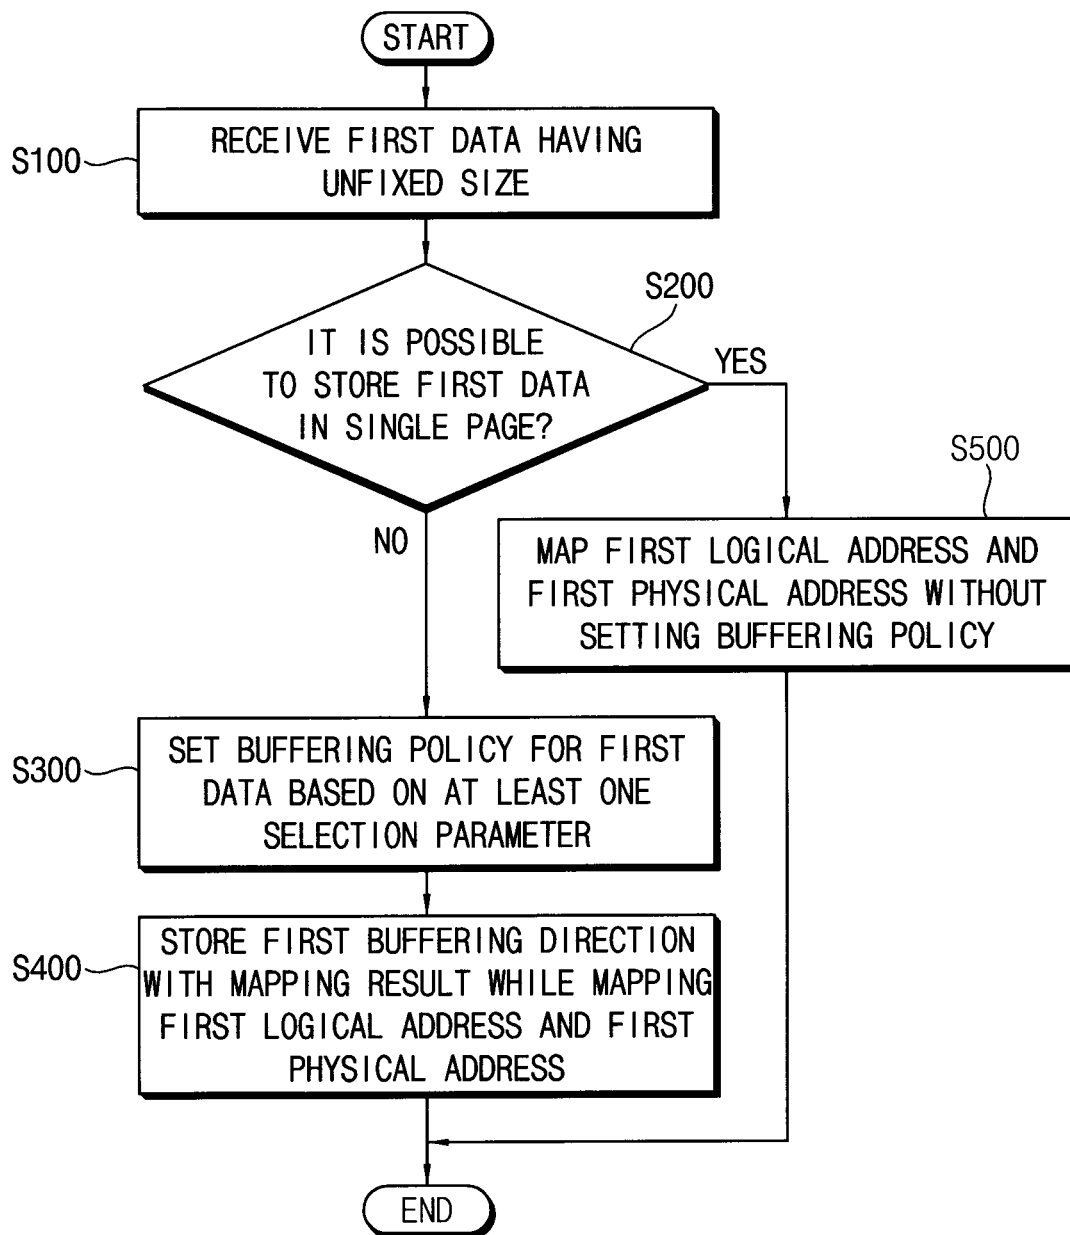 START
S100
RECEIVE FIRST DATA HAVING
UNFIXED SIZE
S200
IT IS POSSIBLE
TO STORE FIRST DATA
IN SINGLE PAGE?
YES
NO
S500
MAP FIRST LOGICAL ADDRESS AND
FIRST PHYSICAL ADDRESS WITHOUT
SETTING BUFFERING POLICY
S300
SET BUFFERING POLICY FOR FIRST
DATA BASED ON AT LEAST ONE
SELECTION PARAMETER
S400
STORE FIRST BUFFERING DIRECTION
WITH MAPPING RESULT WHILE MAPPING
FIRST LOGICAL ADDRESS AND FIRST
PHYSICAL ADDRESS
END